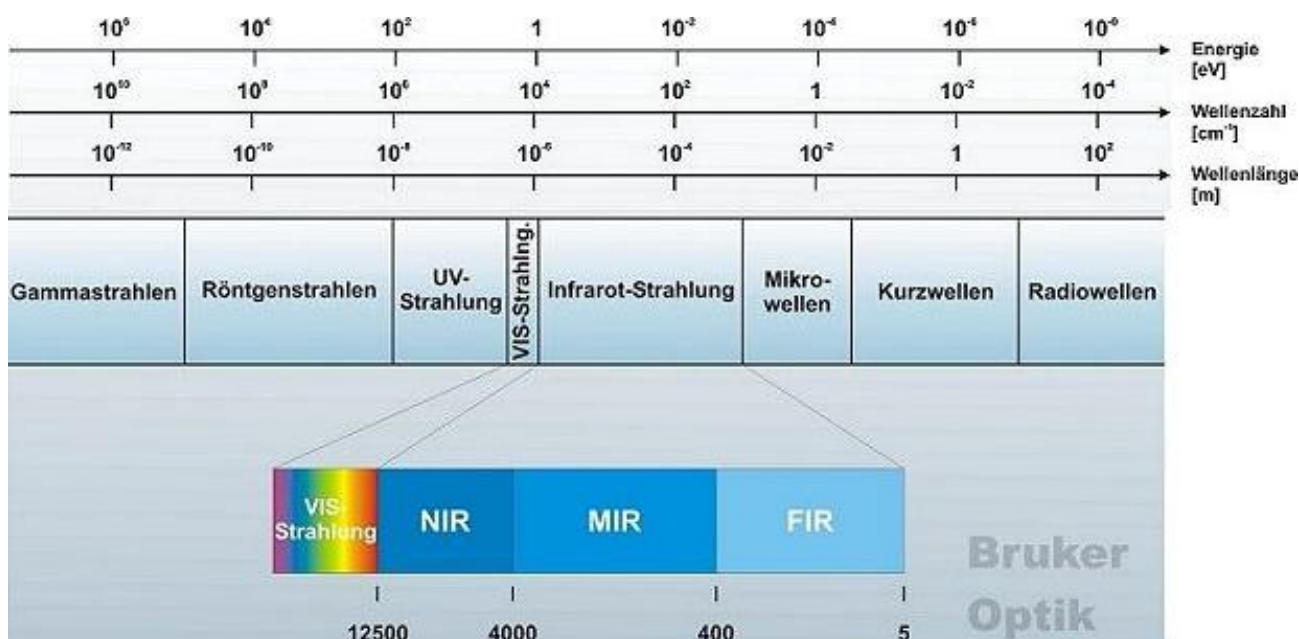 10⁶ 10⁴ 10² 1 10⁻² 10⁻⁴ 10⁻⁶ 10⁻⁸
Energie
[eV]
10¹⁰ 10⁸ 10⁶ 10⁴ 10² 1 10⁻² 10⁻⁴
Wellenzahl
[cm⁻¹]
10⁻¹² 10⁻¹⁰ 10⁻⁸ 10⁻⁶ 10⁻⁴ 10⁻² 1 10²
Wellenlänge
[m]
Gammastrahlen
Röntgenstrahlen
UV-
Strahlung
VIS-Strahlng.
Infrarot-Strahlung
Mikro-
wellen
Kurzwellen
Radiowellen
VIS-
Strahlung
NIR
MIR
FIR
Bruker
Optik
12500 4000 400 5